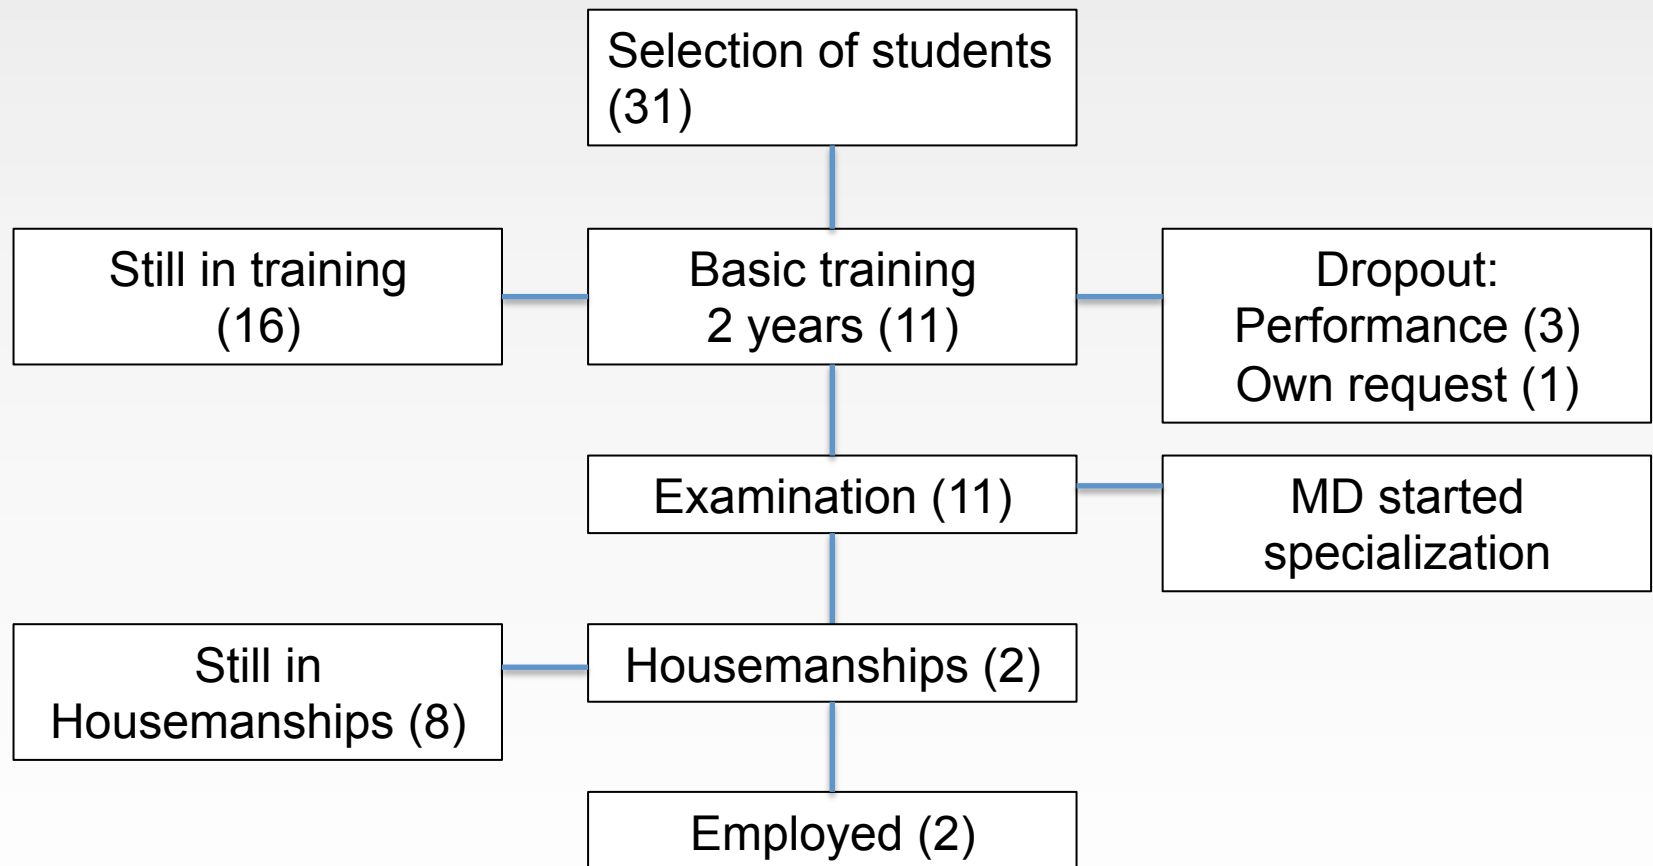 Selection of students
(31)
Still in training
(16)
Basic training
2 years (11)
Dropout:
Performance (3)
Own request (1)
Examination (11)
MD started
specialization
Still in
Housemanships (8)
Housemanships (2)
Employed (2)